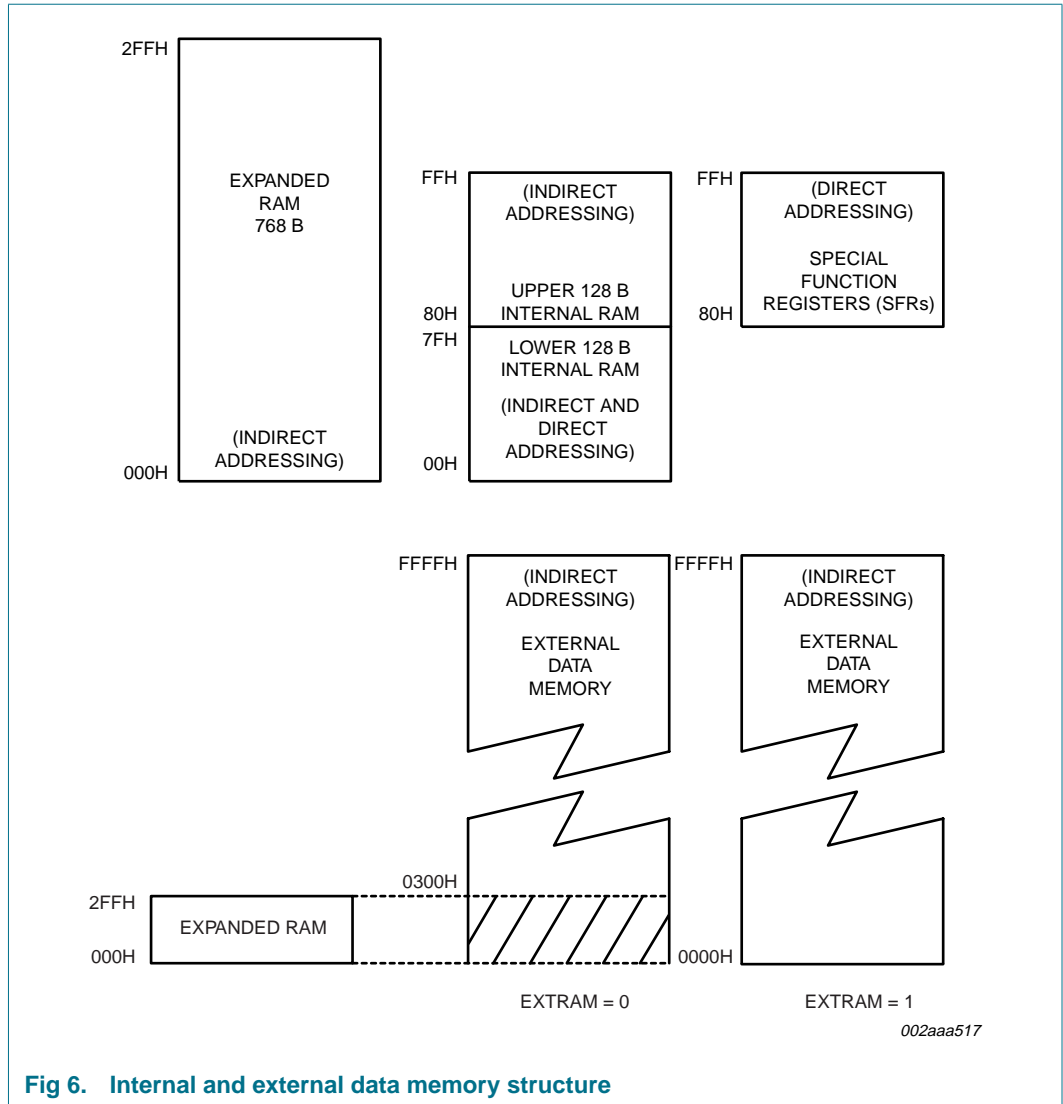 2FFH
EXPANDED
RAM
768 B
(INDIRECT
ADDRESSING)
000H
FFH
(INDIRECT
ADDRESSING)
UPPER 128 B
INTERNAL RAM
80H
7FH
LOWER 128 B
INTERNAL RAM
(INDIRECT AND
DIRECT
ADDRESSING)
00H
FFH
(DIRECT
ADDRESSING)
SPECIAL
FUNCTION
REGISTERS (SFRs)
80H
FFFFH
(INDIRECT
ADDRESSING)
EXTERNAL
DATA
MEMORY
FFFFH
(INDIRECT
ADDRESSING)
EXTERNAL
DATA
MEMORY
2FFH
EXPANDED RAM
000H
0300H
0000H
EXTRAM = 0
EXTRAM = 1
002aaa517
Fig 6. Internal and external data memory structure